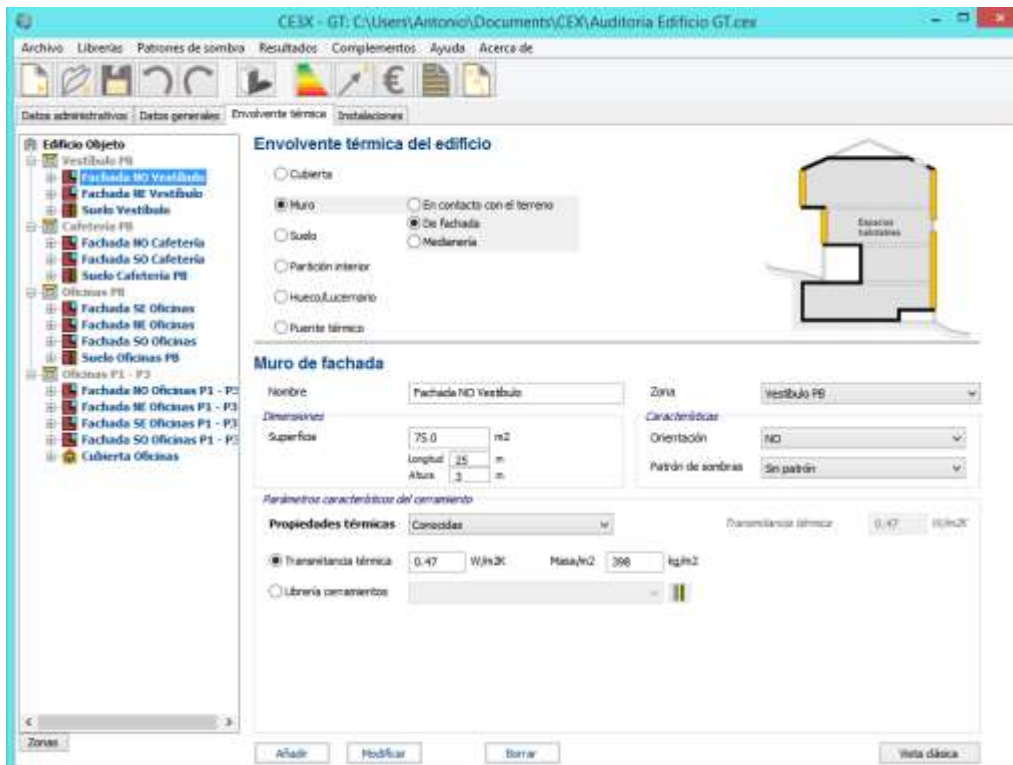 CE3X - GT: C:\Users\Antonio\Documents\CEX\Auditoria Edificio GT.cex
Archivo Librerías Patrones de sombra Resultados Complementos Ayuda Acerca de
Datos administrativos Datos generales Envolvente térmica Instalaciones
Edificio Objeto
Vestíbulo PB
Fachada NO Vestíbulo
Fachada NE Vestíbulo
Suelo Vestíbulo
Cafetería PB
Fachada NO Cafetería
Fachada SO Cafetería
Suelo Cafetería PB
Oficinas PB
Fachada SE Oficinas
Fachada NE Oficinas
Fachada SO Oficinas
Suelo Oficinas PB
Oficinas P1 - P3
Fachada NO Oficinas P1 - P3
Fachada NE Oficinas P1 - P3
Fachada SE Oficinas P1 - P3
Fachada SO Oficinas P1 - P3
Cubierta Oficinas
Zonas
Envolvente térmica del edificio
Cubierta
Muro
En contacto con el terreno
De fachada
Medianería
Suelo
Partición interior
Hueco/Lucernario
Puente térmico
Espacios habitables
Muro de fachada
Nombre Fachada NO Vestíbulo Zona Vestíbulo PB
Dimensiones Características
Superficie 75.0 m2 Orientación NO
Longitud 25 m
Altura 3 m
Patrón de sombras Sin patrón
Parámetros característicos del cerramiento
Propiedades térmicas Conocidas Transmitancia térmica 0.47 W/m2K
Transmitancia térmica 0.47 W/m2K Masa/m2 398 kg/m2
Librería cerramientos
Añadir Modificar Borrar Vista clásica